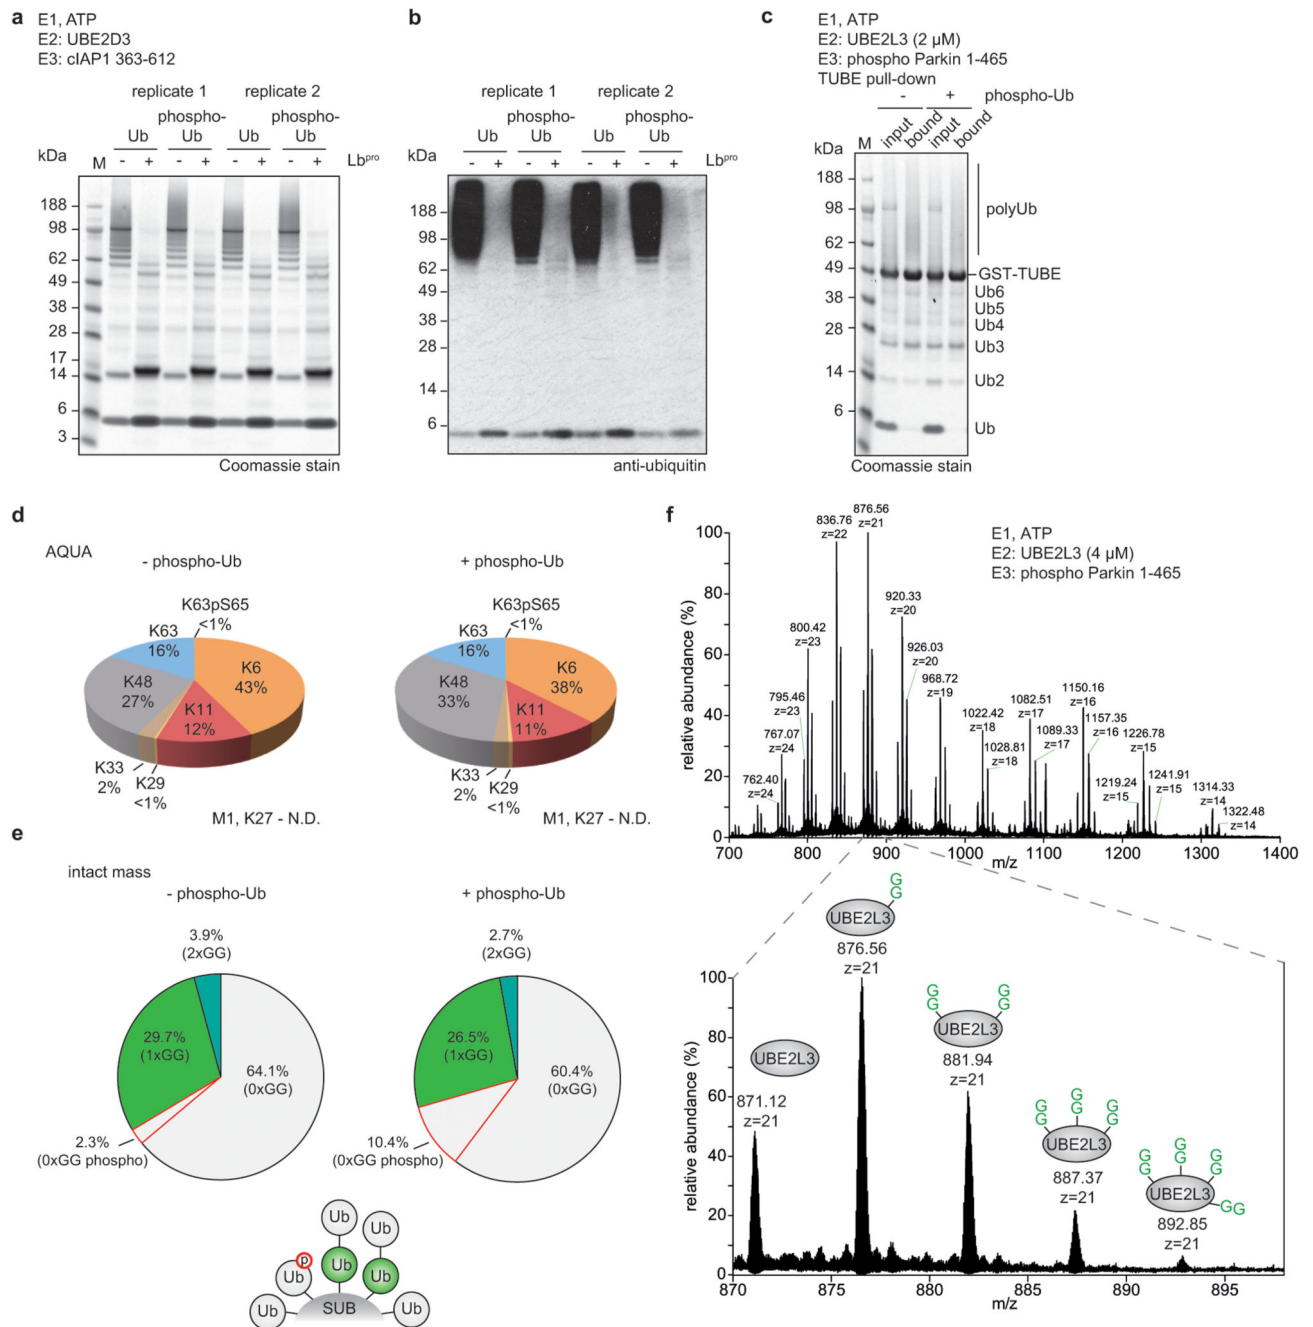 a
E1, ATP
E2: UBE2D3
E3: cIAP1 363-612
replicate 1 replicate 2
Ub phospho-Ub Ub phospho-Ub
kDa M - + - + - + - + Lbpro
188
98
62
49
38
28
17
14
6
3
Coomassie stain
b
replicate 1 replicate 2
Ub phospho-Ub Ub phospho-Ub
kDa - + - + - + - + Lbpro
188
98
62
49
38
28
14
6
anti-ubiquitin
c
E1, ATP
E2: UBE2L3 (2 µM)
E3: phospho Parkin 1-465
TUBE pull-down
- + phospho-Ub
kDa M input bound input bound
188
98
62
49
38
28
14
6
polyUb
GST-TUBE
Ub6
Ub5
Ub4
Ub3
Ub2
Ub
Coomassie stain
d
AQUA
- phospho-Ub
K63pS65
<1%
K63
16%
K6
43%
K48
27%
K11
12%
K33
2%
K29
<1%
M1, K27 - N.D.
+ phospho-Ub
K63pS65
<1%
K63
16%
K6
38%
K48
33%
K11
11%
K33
2%
K29
<1%
M1, K27 - N.D.
e
intact mass
- phospho-Ub
3.9%
(2xGG)
29.7%
(1xGG)
64.1%
(0xGG)
2.3%
(0xGG phospho)
+ phospho-Ub
2.7%
(2xGG)
26.5%
(1xGG)
60.4%
(0xGG)
10.4%
(0xGG phospho)
Ub Ub
P
Ub Ub Ub
Ub SUB Ub
f
E1, ATP
E2: UBE2L3 (4 µM)
E3: phospho Parkin 1-465
relative abundance (%)
100
80
60
40
20
0
762.40
z=24
767.07
z=24
795.46
z=23
800.42
z=23
836.76
z=22
876.56
z=21
920.33
z=20
926.03
z=20
968.72
z=19
1022.42
z=18
1028.81
z=18
1082.51
z=17
1089.33
z=17
1150.16
z=16
1157.35
z=16
1219.24
z=15
1226.78
z=15
1241.91
z=15
1314.33
z=14
1322.48
z=14
700 800 900 1000 1100 1200 1300 1400
m/z
relative abundance (%)
100
80
60
40
20
0
UBE2L3
871.12
z=21
G
G
UBE2L3
876.56
z=21
G G
G G
UBE2L3
881.94
z=21
G G G
G G G
UBE2L3
887.37
z=21
G G G
G G G
UBE2L3 GG
892.85
z=21
870 875 880 885 890 895
m/z